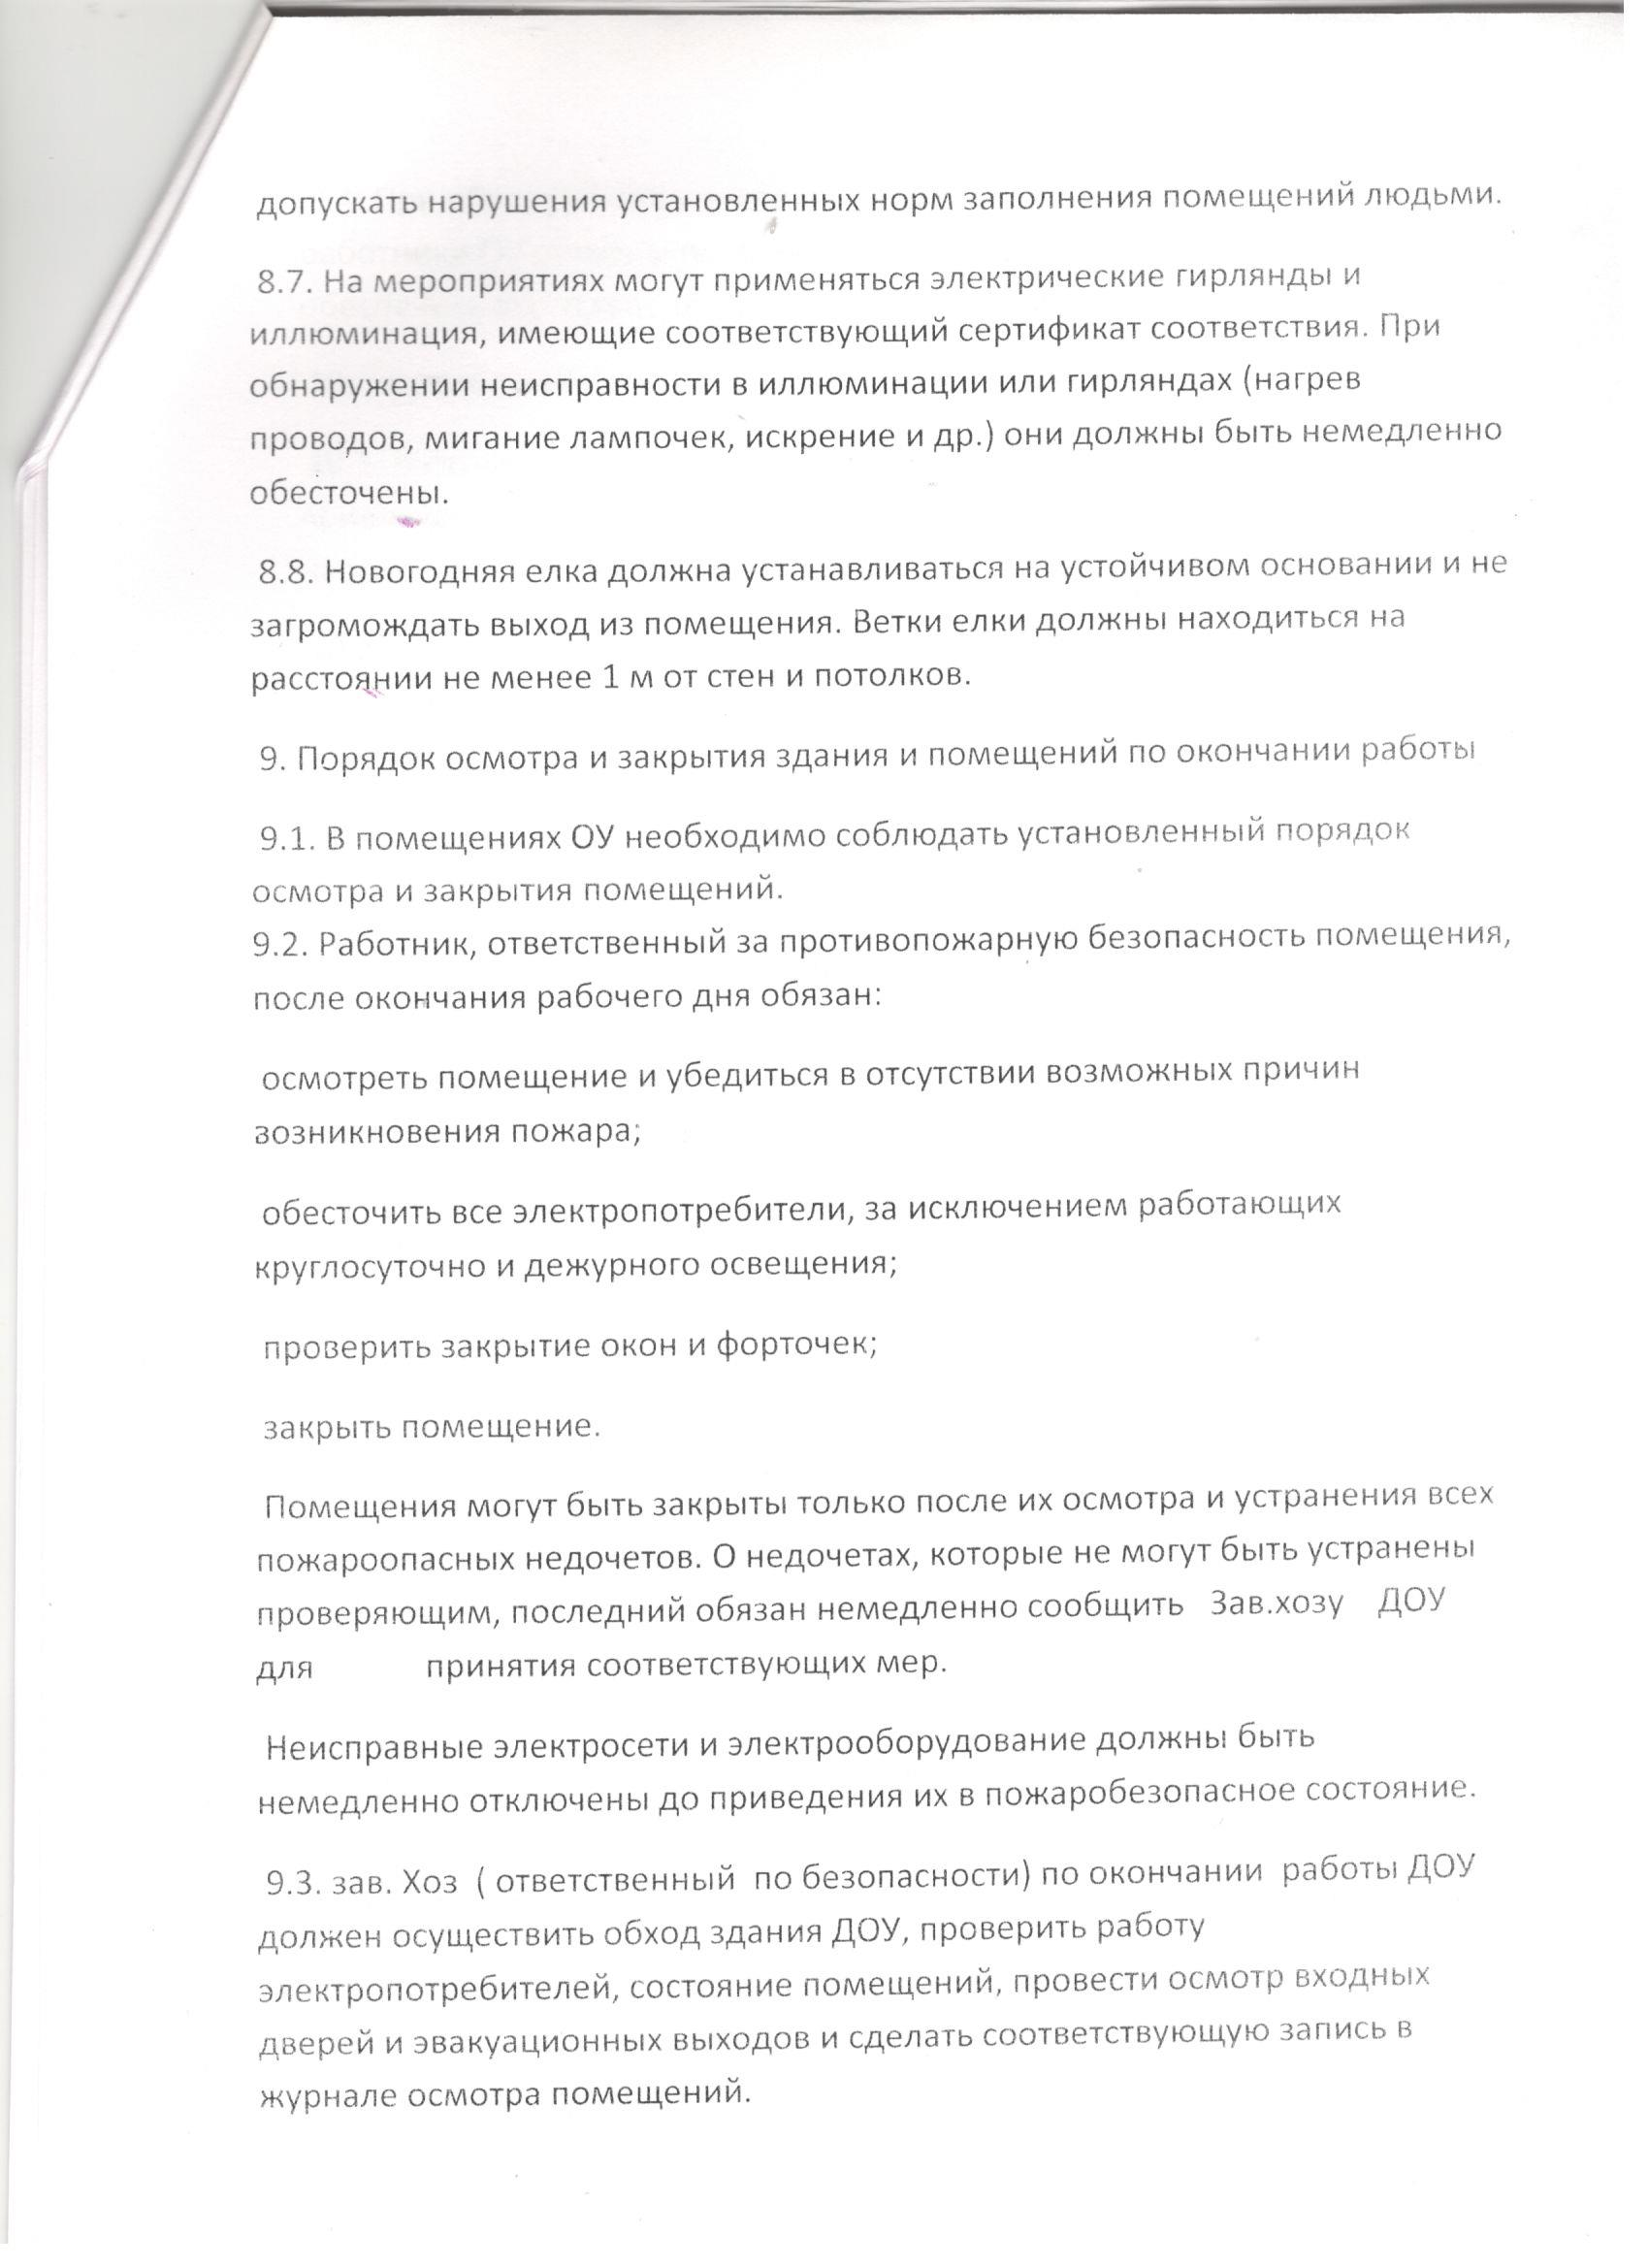 допускать нарушения установленных норм заполнения помещений людьми.
8.7. На мероприятиях могут применяться электрические гирлянды и
иллюминация, имеющие соответствующий сертификат соответствия. При
обнаружении неисправности в иллюминации или гирляндах (нагрев
проводов, мигание лампочек, искрение и др.) они должны быть немедленно
обесточены.
8.8. Новогодняя елка должна устанавливаться на устойчивом основании и не
загромождать выход из помещения. Ветки елки должны находиться на
расстоянии не менее 1 м от стен и потолков.
9. Порядок осмотра и закрытия здания и помещений по окончании работы
9.1. В помещениях ОУ необходимо соблюдать установленный порядок
осмотра и закрытия помещений.
9.2. Работник, ответственный за противопожарную безопасность помещения,
после окончания рабочего дня обязан:
осмотреть помещение и убедиться в отсутствии возможных причин
возникновения пожара;
обесточить все электропотребители, за исключением работающих
круглосуточно и дежурного освещения;
проверить закрытие окон и форточек;
закрыть помещение.
Помещения могут быть закрыты только после их осмотра и устранения всех
пожароопасных недочетов. О недочетах, которые не могут быть устранены
проверяющим, последний обязан немедленно сообщить Зав.хозу ДОУ
для принятия соответствующих мер.
Неисправные электросети и электрооборудование должны быть
немедленно отключены до приведения их в пожаробезопасное состояние.
9.3. зав. Хоз ( ответственный по безопасности) по окончании работы ДОУ
должен осуществить обход здания ДОУ, проверить работу
электропотребителей, состояние помещений, провести осмотр входных
дверей и эвакуационных выходов и сделать соответствующую запись в
журнале осмотра помещений.